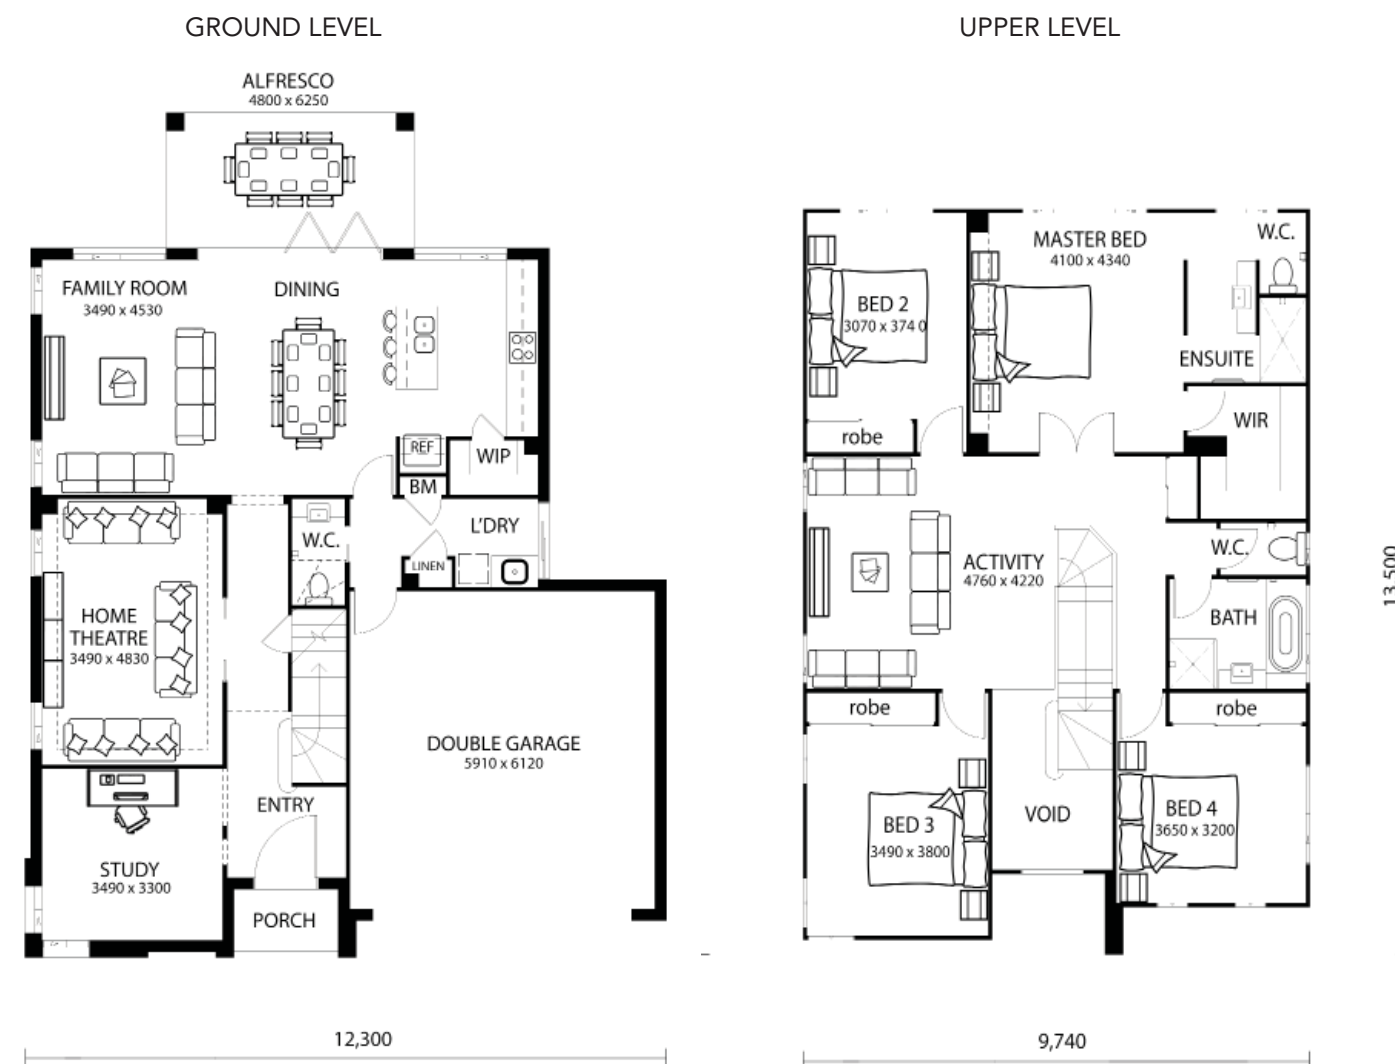 GROUND LEVEL
ALFRESCO
4800 x 6250
FAMILY ROOM
3490 x 4530
DINING
REF
WIP
BM
L'DRY
W.C.
LINEN
HOME
THEATRE
3490 x 4830
DOUBLE GARAGE
5910 x 6120
ENTRY
STUDY
3490 x 3300
PORCH
12,300
UPPER LEVEL
MASTER BED
4100 x 4340
W.C.
BED 2
3070 x 374 0
ENSUITE
robe
WIR
ACTIVITY
4760 x 4220
W.C.
BATH
robe
robe
VOID
BED 3
3490 x 3800
BED 4
3650 x 3200
9,740
13,500